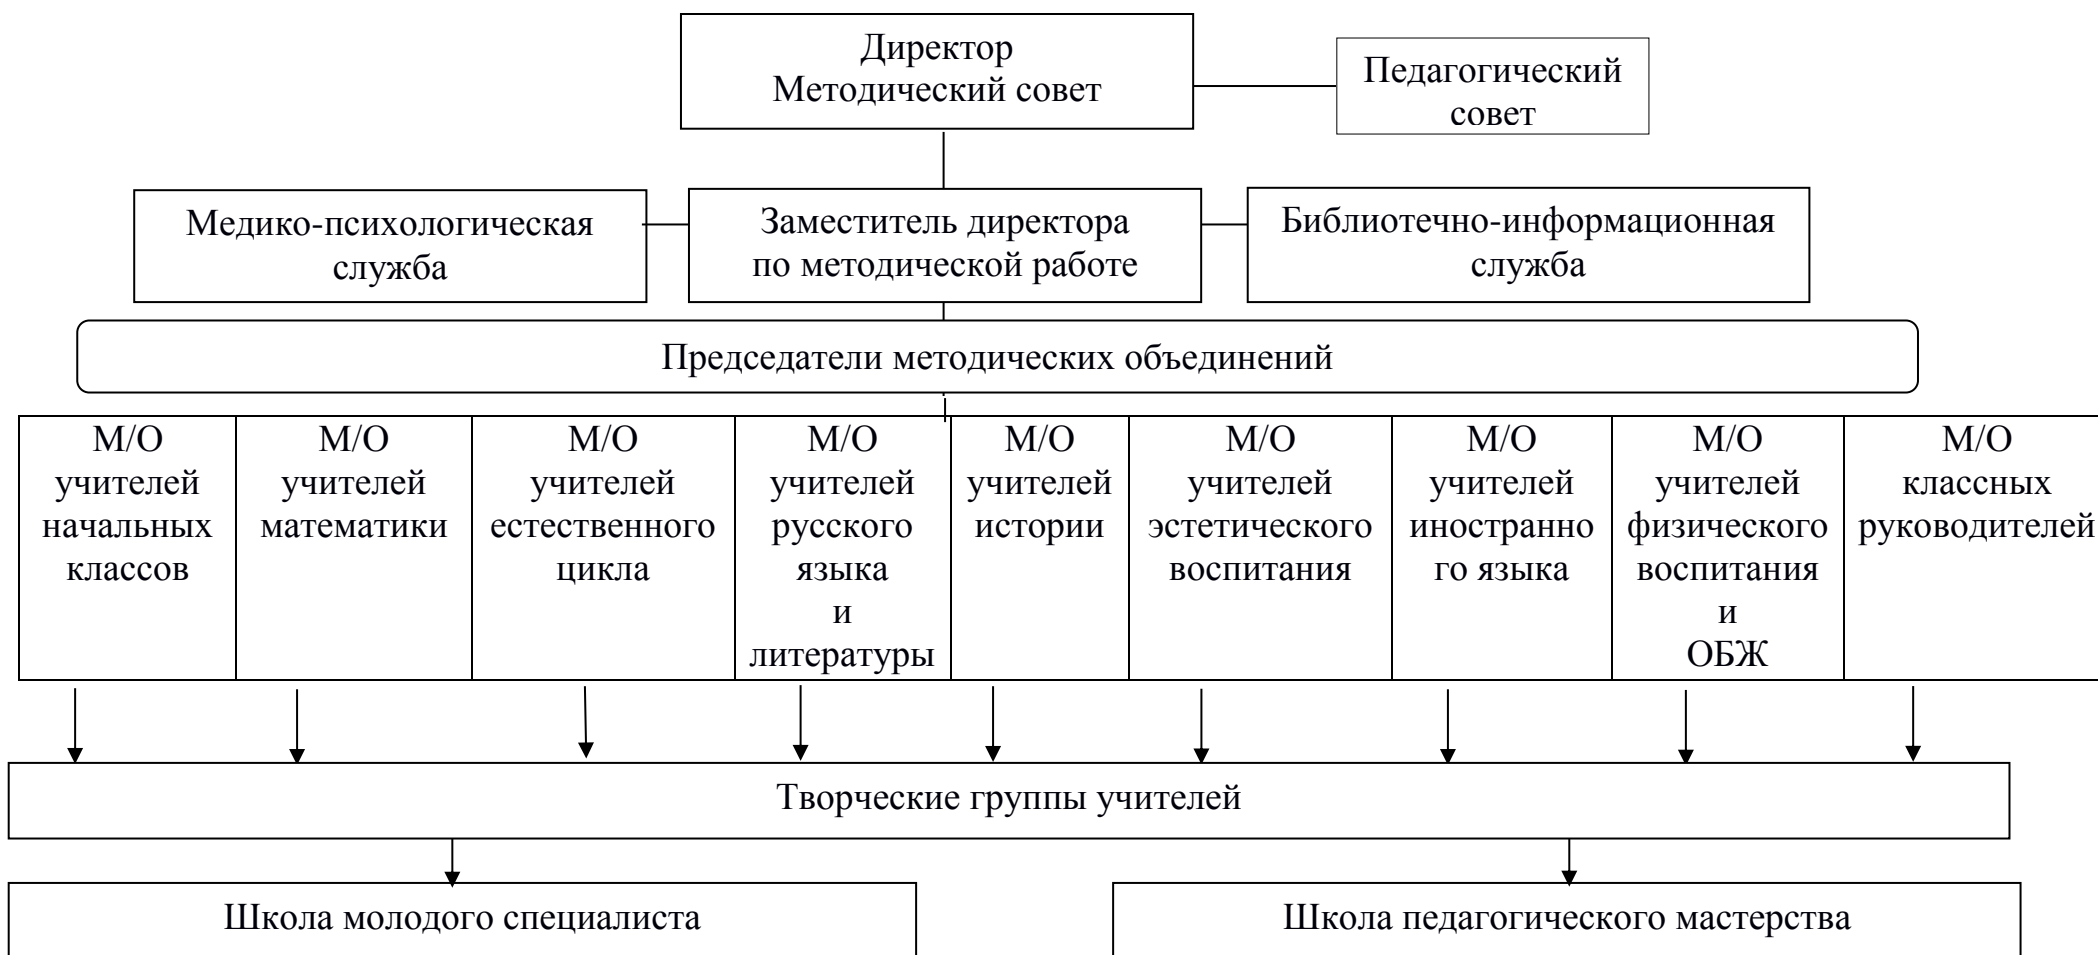 Директор
Методический совет
Педагогический
совет
Медико-психологическая
служба
Заместитель директора
по методической работе
Библиотечно-информационная
служба
Председатели методических объединений
М/О
учителей
начальных
классов
М/О
учителей
математики
М/О
учителей
естественного
цикла
М/О
учителей
русского
языка
и
литературы
М/О
учителей
истории
М/О
учителей
эстетического
воспитания
М/О
учителей
иностранно
го языка
М/О
учителей
физического
воспитания
и
ОБЖ
М/О
классных
руководителей
Творческие группы учителей
Школа молодого специалиста
Школа педагогического мастерства